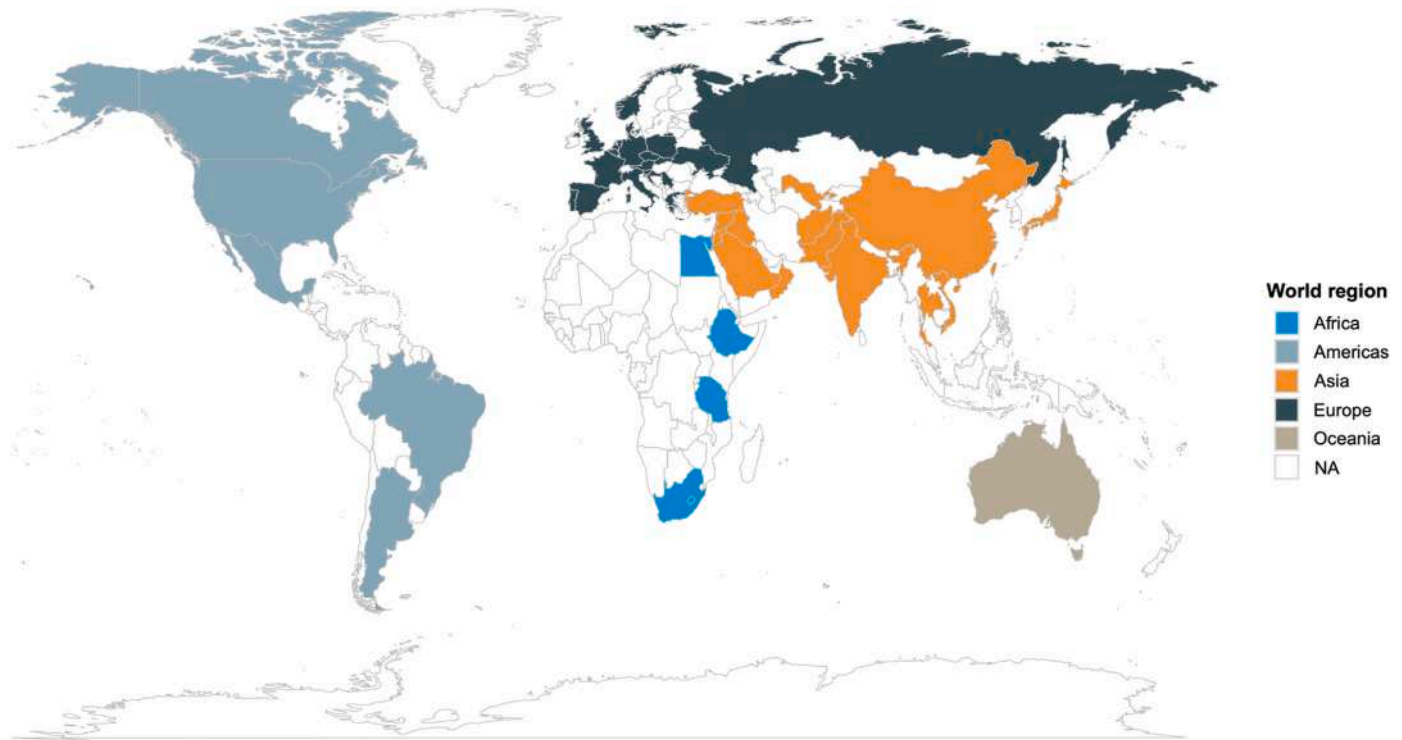 World region
Africa
Americas
Asia
Europe
Oceania
NA